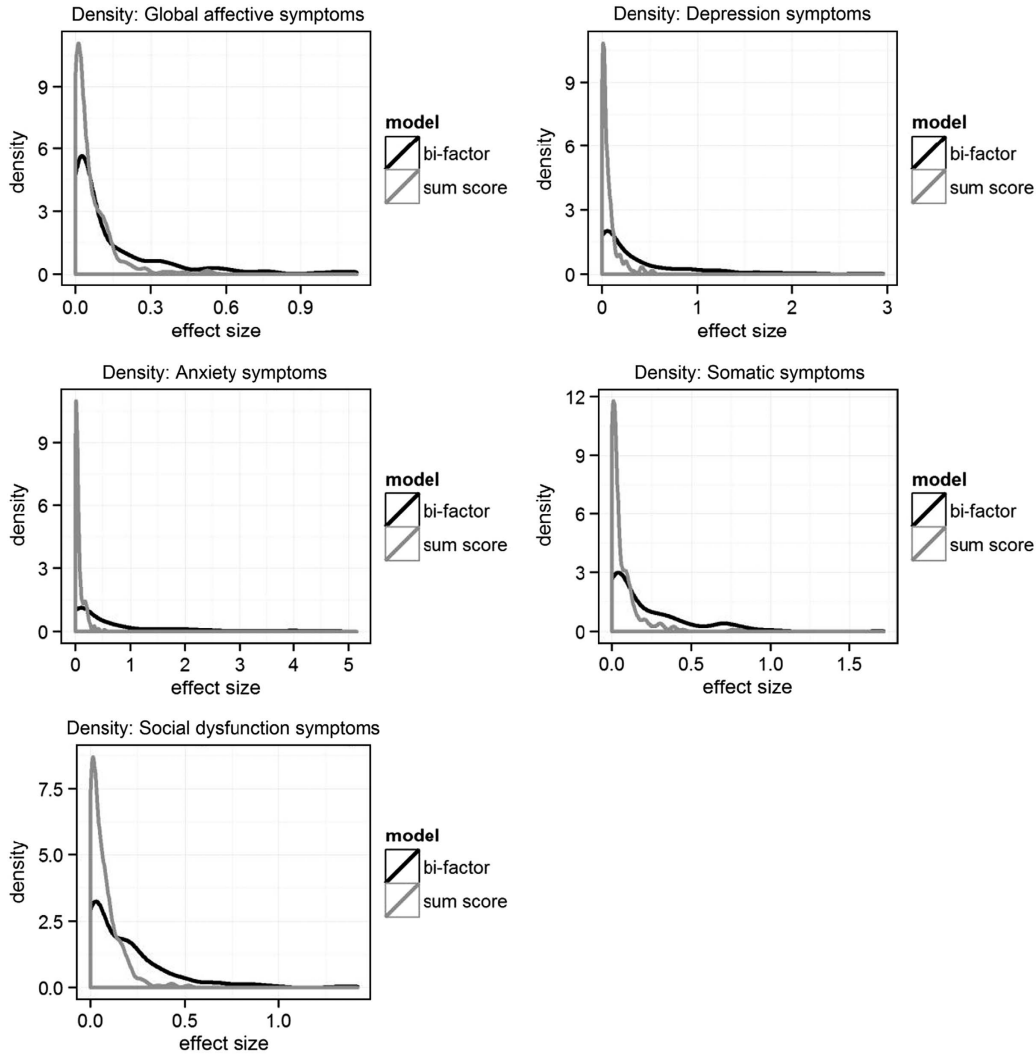 Density: Global affective symptoms
density
9
6
3
0
0.0 0.3 0.6 0.9
effect size
model
bi-factor
sum score
Density: Depression symptoms
density
9
6
3
0
0 1 2 3
effect size
model
bi-factor
sum score
Density: Anxiety symptoms
density
9
6
3
0
0 1 2 3 4 5
effect size
model
bi-factor
sum score
Density: Somatic symptoms
density
12
9
6
3
0
0.0 0.5 1.0 1.5
effect size
model
bi-factor
sum score
Density: Social dysfunction symptoms
density
7.5
5.0
2.5
0.0
0.0 0.5 1.0
effect size
model
bi-factor
sum score